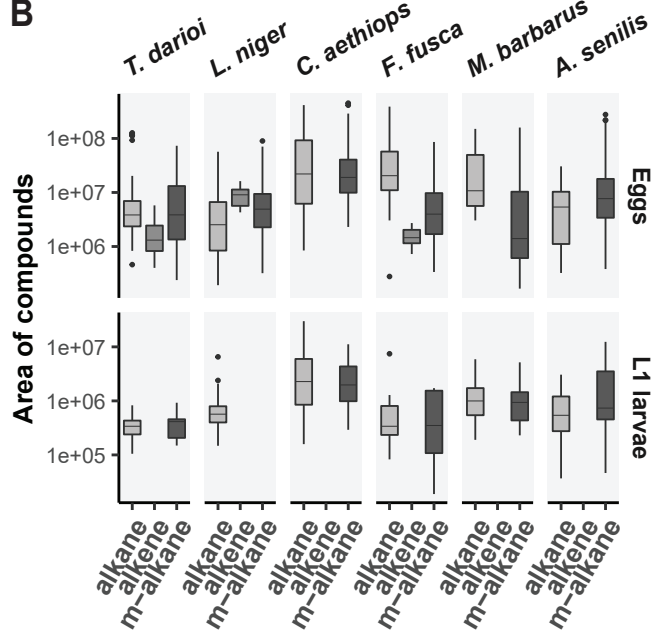 B
T. darioi L. niger C. aethiops F. fusca M. barbarus A. senilis
1e+08
1e+07
1e+06
Eggs
Area of compounds
1e+07
1e+06
1e+05
L1 larvae
alkane alkene m−alkane alkane alkene m−alkane alkane alkene m−alkane alkane alkene m−alkane alkane alkene m−alkane alkane alkene m−alkane